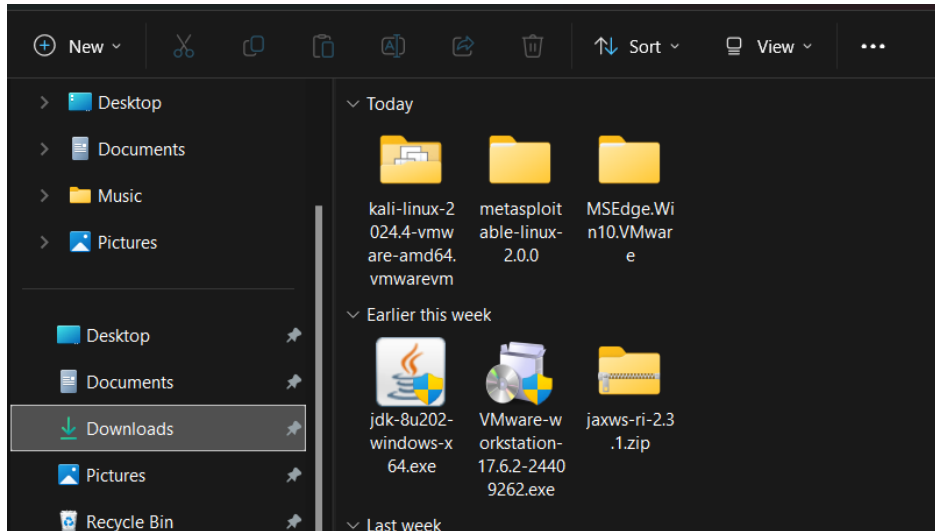 New
Sort
View
Desktop
Documents
Music
Pictures
Desktop
Documents
Downloads
Pictures
Recycle Bin
Today
kali-linux-2
024.4-vmw
are-amd64.
vmwarevm
metasploit
able-linux-
2.0.0
MSEdge.Wi
n10.VMwar
e
Earlier this week
jdk-8u202-
windows-x
64.exe
VMware-w
orkstation-
17.6.2-2440
9262.exe
jaxws-ri-2.3
.1.zip
Last week